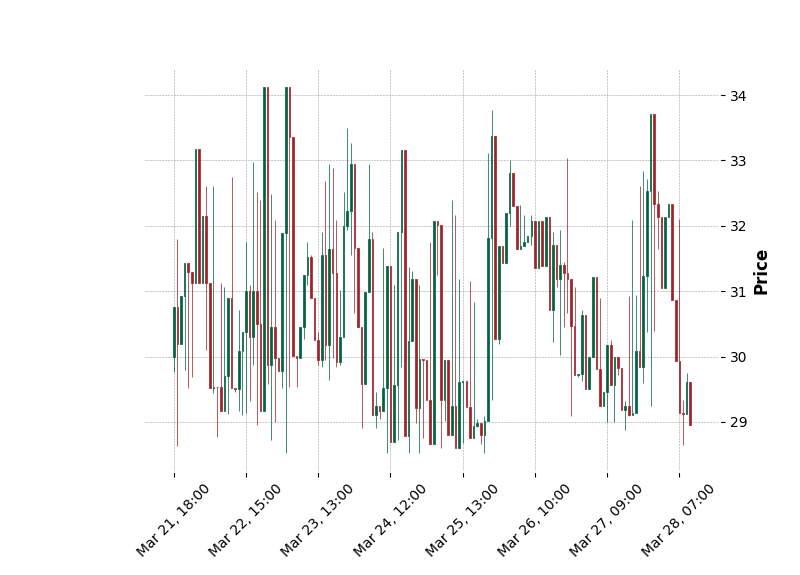 34
33
32
31
30
29
Price
Mar 21, 18:00
Mar 22, 15:00
Mar 23, 13:00
Mar 24, 12:00
Mar 25, 13:00
Mar 26, 10:00
Mar 27, 09:00
Mar 28, 07:00